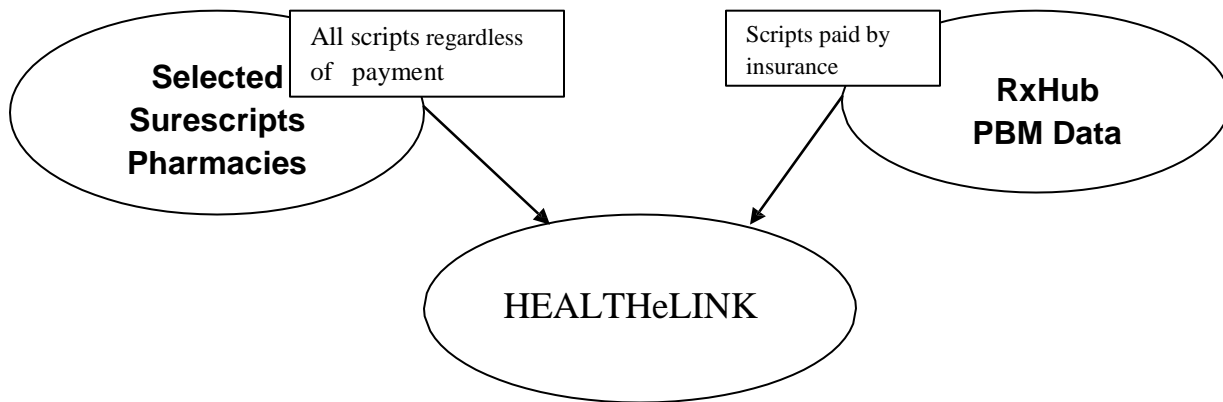 All scripts regardless
of payment
Selected
Surescripts
Pharmacies
Scripts paid by
insurance
RxHub
PBM Data
HEALTHeLINK